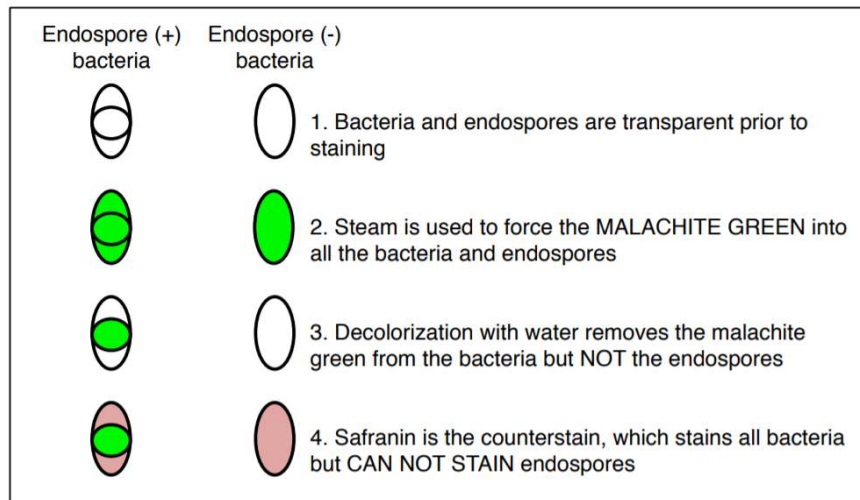 Endospore (+)
bacteria
Endospore (-)
bacteria
1. Bacteria and endospores are transparent prior to
staining
2. Steam is used to force the MALACHITE GREEN into
all the bacteria and endospores
3. Decolorization with water removes the malachite
green from the bacteria but NOT the endospores
4. Safranin is the counterstain, which stains all bacteria
but CAN NOT STAIN endospores